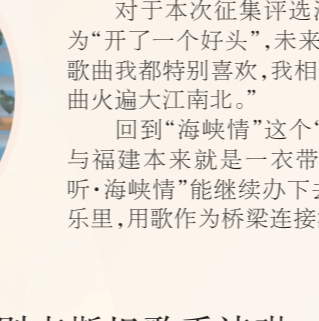 对于本次征集评选
为“开了一个好头”，未来
歌曲我都特别喜欢，我相
曲火遍大江南北。”
回到“海峡情”这个
与福建本来就是一衣带
听·海峡情”能继续办下
乐里，用歌作为桥梁连接